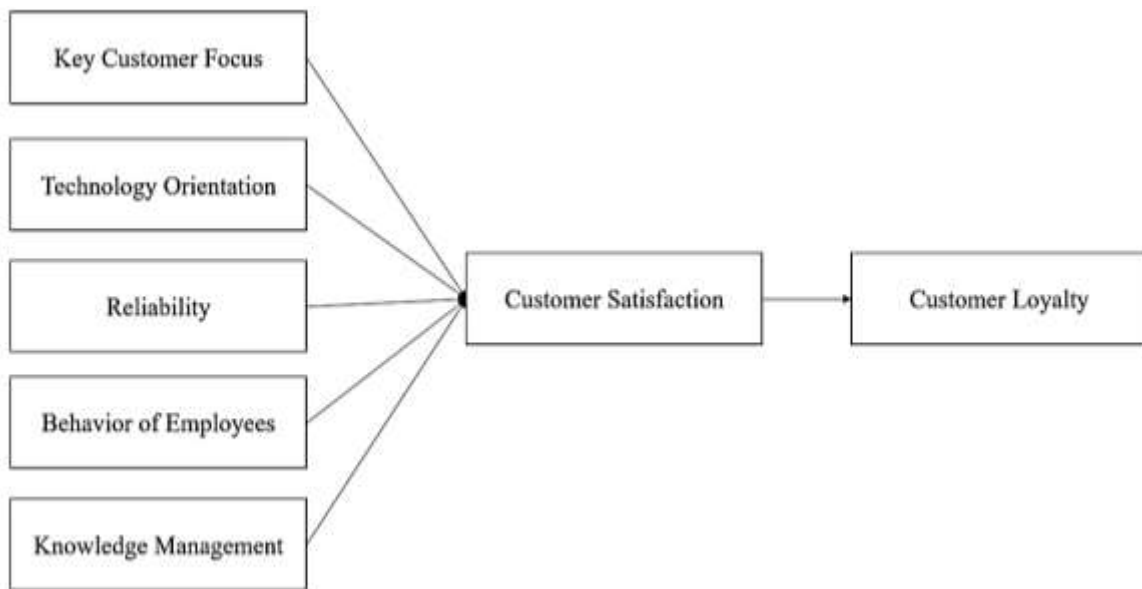 Key Customer Focus
Technology Orientation
Reliability
Behavior of Employees
Knowledge Management
Customer Satisfaction
Customer Loyalty